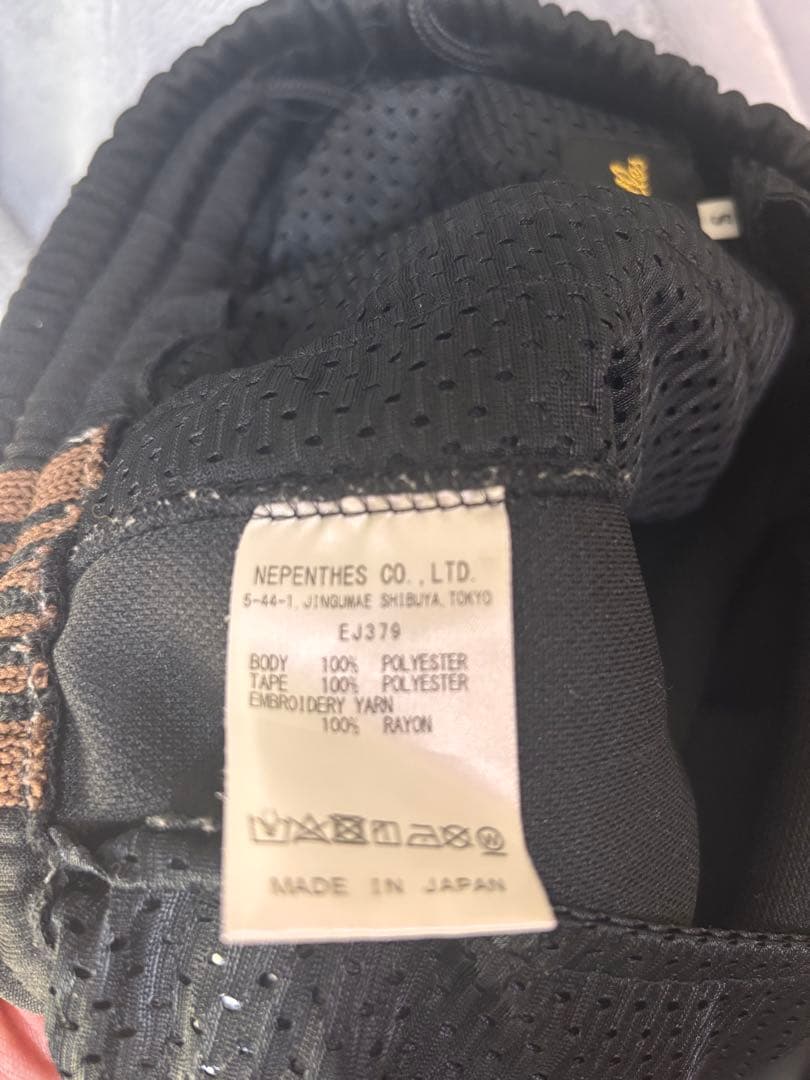 S
NEPENTHES CO.,LTD.
5-44-1, JINGUMAE SHIBUYA, TOKYO
EJ379
BODY 100% POLYESTER
TAPE 100% POLYESTER
EMBROIDERY YARN
100% RAYON
MADE IN JAPAN